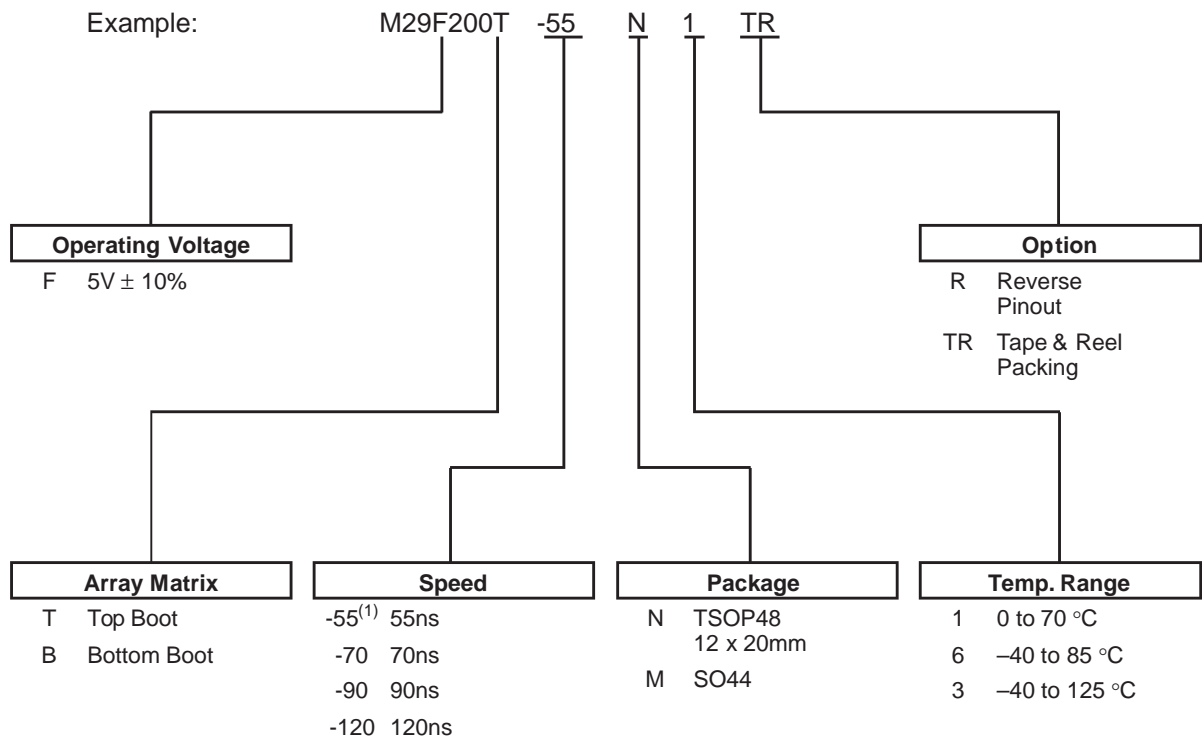 Example: M29F200T -55 N 1 TR
Operating Voltage
F 5V ± 10%
Option
R Reverse
Pinout
TR Tape & Reel
Packing
Array Matrix
T Top Boot
B Bottom Boot
Speed
-55(1) 55ns
-70 70ns
-90 90ns
-120 120ns
Package
N TSOP48
12 x 20mm
M SO44
Temp. Range
1 0 to 70 °C
6 –40 to 85 °C
3 –40 to 125 °C